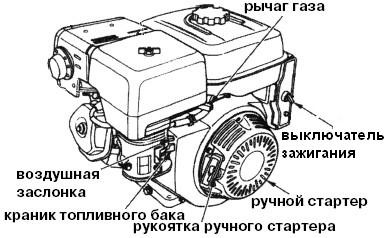 рычаг газа
выключатель
зажигания
воздушная
заслонка
ручной стартер
краник топливного бака
рукоятка ручного стартера